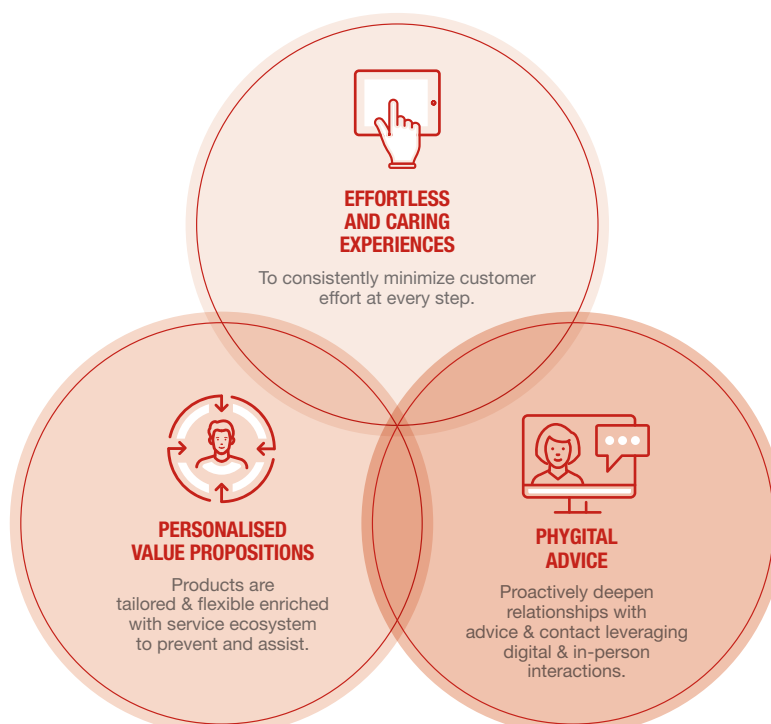 EFFORTLESS
AND CARING
EXPERIENCES
To consistently minimize customer
effort at every step.
PERSONALISED
VALUE PROPOSITIONS
Products are
tailored & flexible enriched
with service ecosystem
to prevent and assist.
PHYGITAL
ADVICE
Proactively deepen
relationships with
advice & contact leveraging
digital & in-person
interactions.